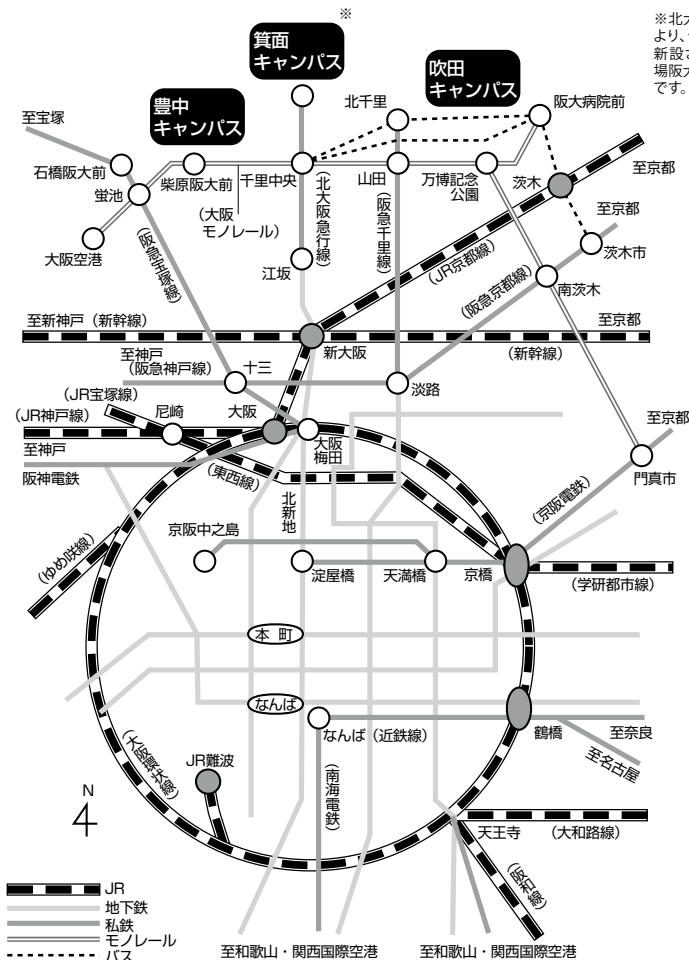 ※
箕面
キャンパス
吹田
キャンパス
豊中
キャンパス
※北大
より、
新設さ
場阪大
です。
至宝塚
石橋阪大前
蛍池
柴原阪大前
千里中央
北千里
山田
万博記念
公園
阪大病院前
茨木
至京都
至京都
茨木市
(大阪
モノレール)
(北大阪急行線)
(阪急千里線)
大阪空港
(阪急宝塚線)
江坂
(JR京都線)
(阪急京都線)
南茨木
至新神戸(新幹線)
至京都
新大阪
(新幹線)
至神戸
(阪急神戸線)
十三
淡路
(JR宝塚線)
(JR神戸線)
尼崎
大阪
大阪
梅田
至京都
至神戸
阪神電鉄
(東西線)
門真市
北新地
(京阪電鉄)
京阪中之島
(ゆめ咲線)
淀屋橋
天満橋
京橋
(学研都市線)
本町
なんば
なんば(近鉄線)
鶴橋
至奈良
至名古屋
(大阪環状線)
JR難波
(南海電鉄)
N
天王寺
(大和路線)
(阪和線)
JR
地下鉄
私鉄
モノレール
バス
至和歌山・関西国際空港
至和歌山・関西国際空港